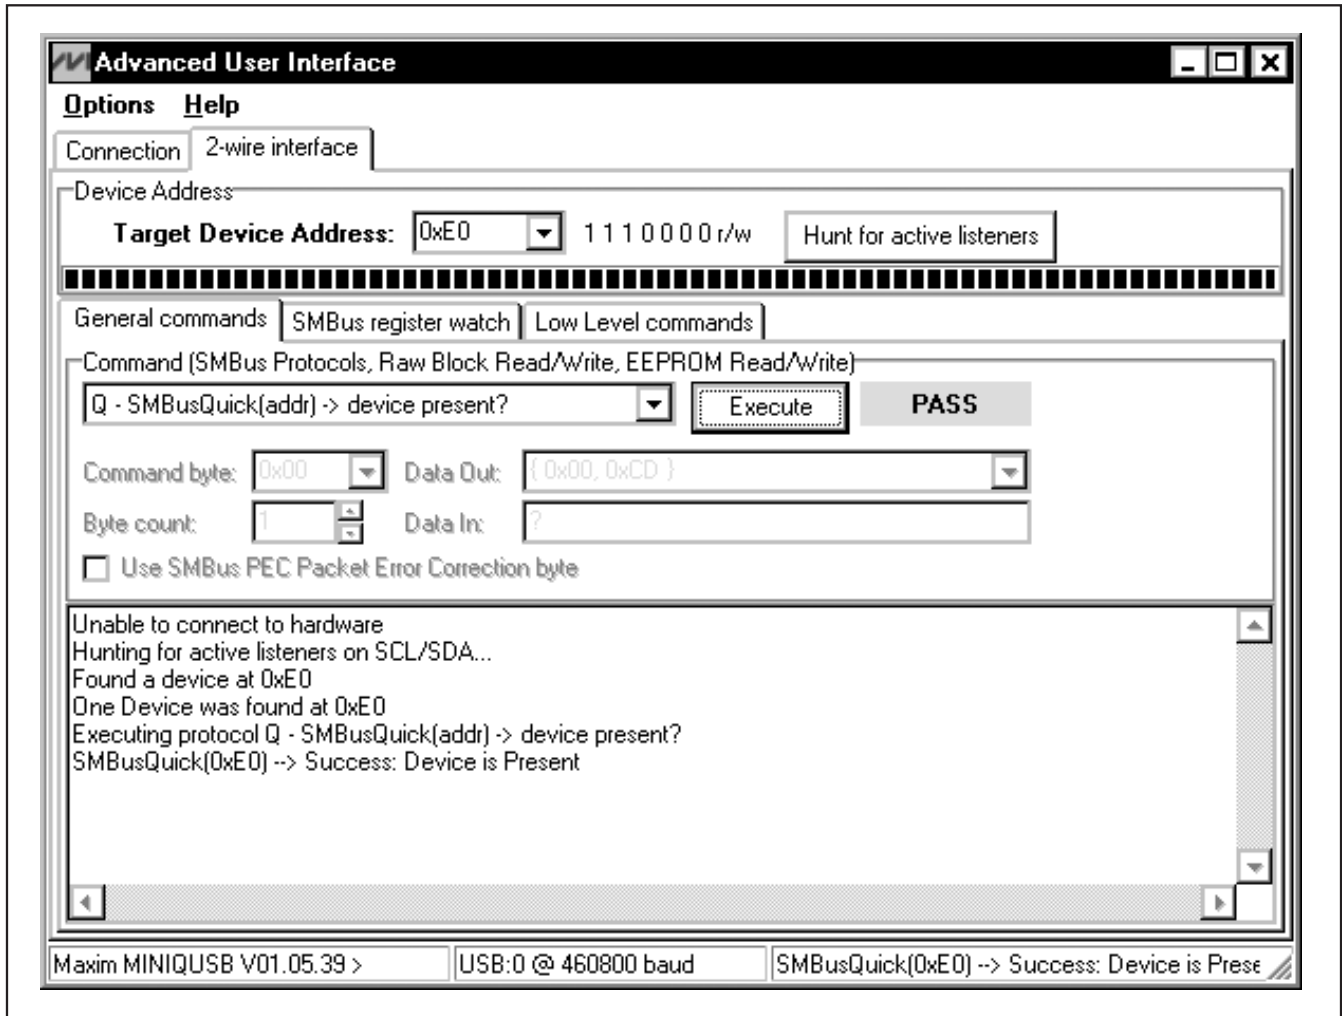 Advanced User Interface
Options Help
Connection 2-wire interface
Device Address
Target Device Address: 0xE0 1 1 1 0 0 0 0 r/w Hunt for active listeners
General commands SMBus register watch Low Level commands
Command (SMBus Protocols, Raw Block Read/Write, EEPROM Read/Write)
Q - SMBusQuick(addr) -> device present? Execute PASS
Command byte: 0x00 Data Out: { 0x00, 0xCD }
Byte count: 1 Data In: ?
Use SMBus PEC Packet Error Correction byte
Unable to connect to hardware
Hunting for active listeners on SCL/SDA...
Found a device at 0xE0
One Device was found at 0xE0
Executing protocol Q - SMBusQuick(addr) -> device present?
SMBusQuick(0xE0) --> Success: Device is Present
Maxim MINIQUSB V01.05.39 > USB:0 @ 460800 baud SMBusQuick(0xE0) --> Success: Device is Prese